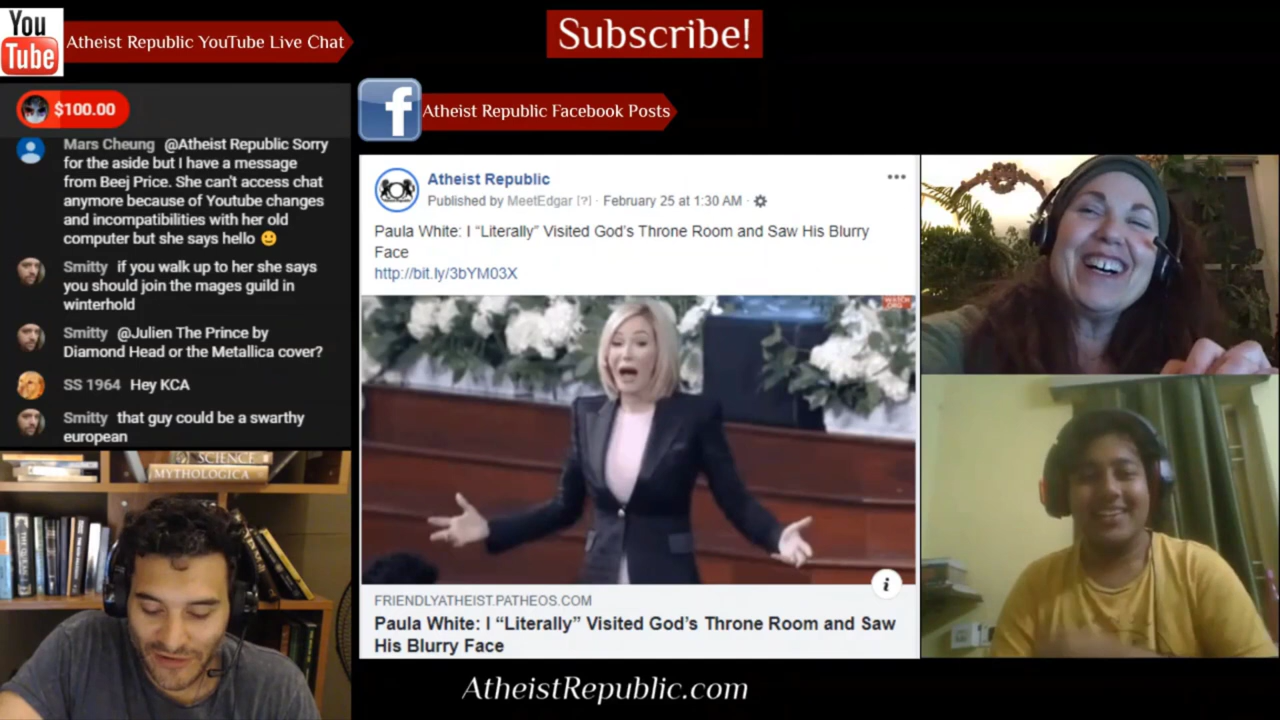 You
Tube
Atheist Republic YouTube Live Chat
Subscribe!
$100.00
Mars Cheung @Atheist Republic Sorry
for the aside but I have a message
from Beej Price. She can't access chat
anymore because of Youtube changes
and incompatibilities with her old
computer but she says hello
Smitty if you walk up to her she says
you should join the mages guild in
winterhold
Smitty @Julien The Prince by
Diamond Head or the Metallica cover?
SS 1964 Hey KCA
Smitty that guy could be a swarthy
european
f
Atheist Republic Facebook Posts
Atheist Republic
Published by MeetEdgar [?] · February 25 at 1:30 AM ·
Paula White: I “Literally” Visited God’s Throne Room and Saw His Blurry
Face
http://bit.ly/3bYM03X
i
FRIENDLYATHEIST.PATHEOS.COM
Paula White: I “Literally” Visited God’s Throne Room and Saw
His Blurry Face
SCIENCE
MYTHOLOGICA
AtheistRepublic.com